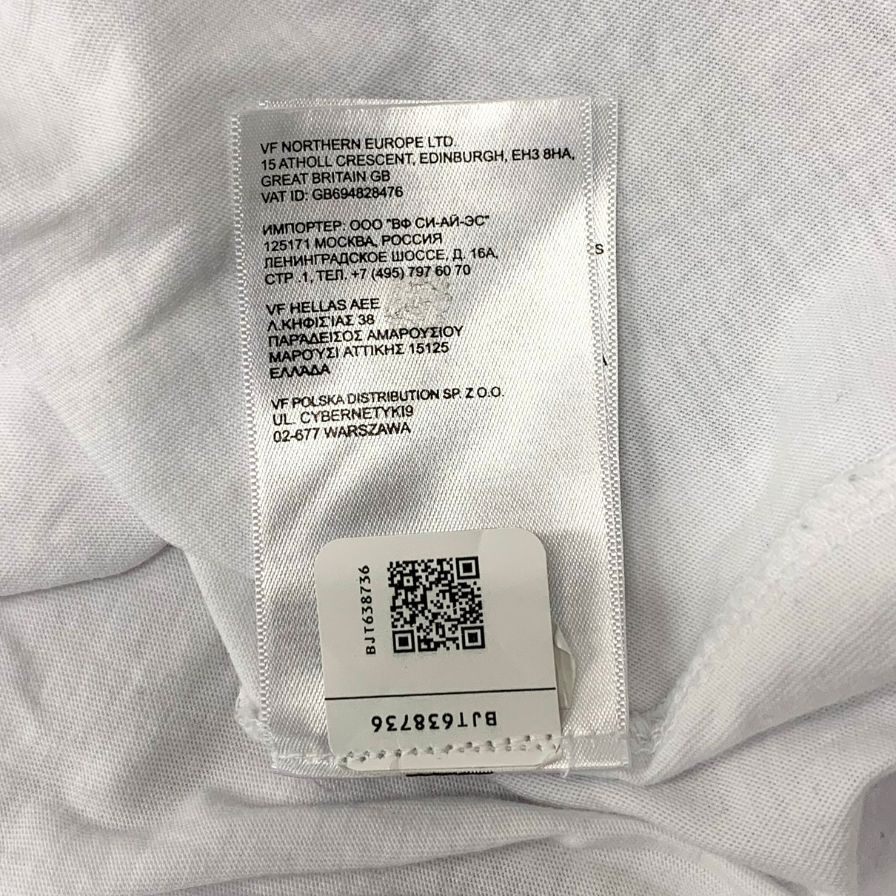 VF NORTHERN EUROPE LTD.
15 ATHOLL CRESCENT, EDINBURGH, EH3 8HA,
GREAT BRITAIN GB
VAT ID: GB694828476
ИМПОРТЕР: ООО "ВФ СИ-АЙ-ЭС"
125171 МОСКВА, РОССИЯ
ЛЕНИНГРАДСКОЕ ШОССЕ, Д. 16А,
СТР .1, ТЕЛ. +7 (495) 797 60 70
VF HELLAS AEE
Λ.ΚΗΦΙΣΊΑΣ 38
ΠΑΡΆΔΕΙΣΟΣ ΑΜΑΡΟΥΣΙΟΥ
ΜΑΡΟΎΣΙ ΑΤΤΙΚΗΣ 15125
ΕΛΛΑΔΑ
VF POLSKA DISTRIBUTION SP. Z O.O.
UL. CYBERNETYKI9
02-677 WARSZAWA
BJT638736
BJT638736